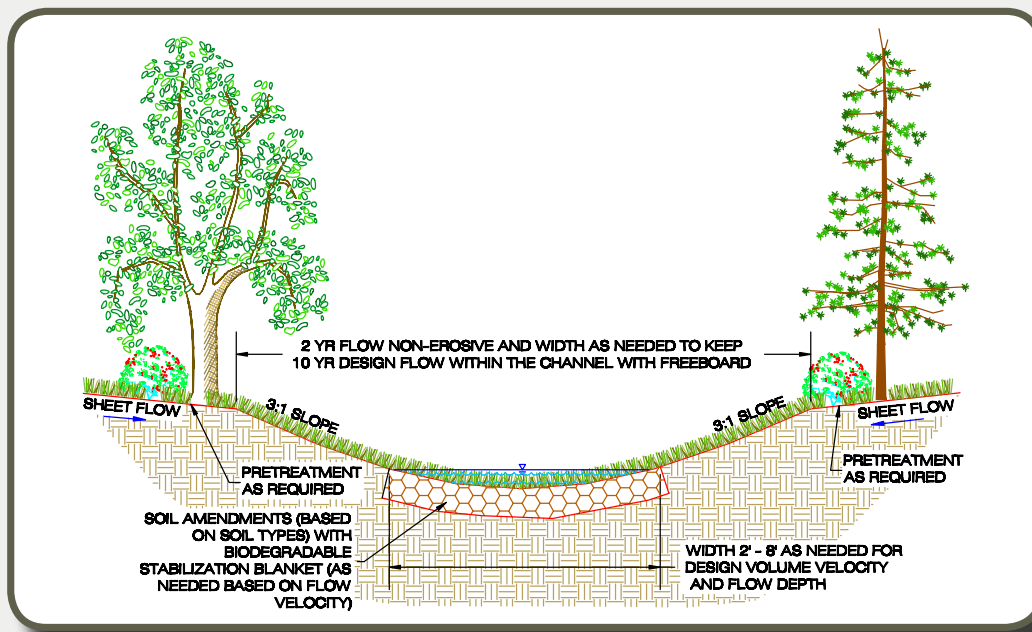 2 YR FLOW NON-EROSIVE AND WIDTH AS NEEDED TO KEEP
10 YR DESIGN FLOW WITHIN THE CHANNEL WITH FREEBOARD
SHEET FLOW
3:1 SLOPE
3:1 SLOPE
SHEET FLOW
PRETREATMENT
AS REQUIRED
PRETREATMENT
AS REQUIRED
SOIL AMENDMENTS (BASED
ON SOIL TYPES) WITH
BIODEGRADABLE
STABILIZATION BLANKET (AS
NEEDED BASED ON FLOW
VELOCITY)
WIDTH 2' - 8' AS NEEDED FOR
DESIGN VOLUME VELOCITY
AND FLOW DEPTH